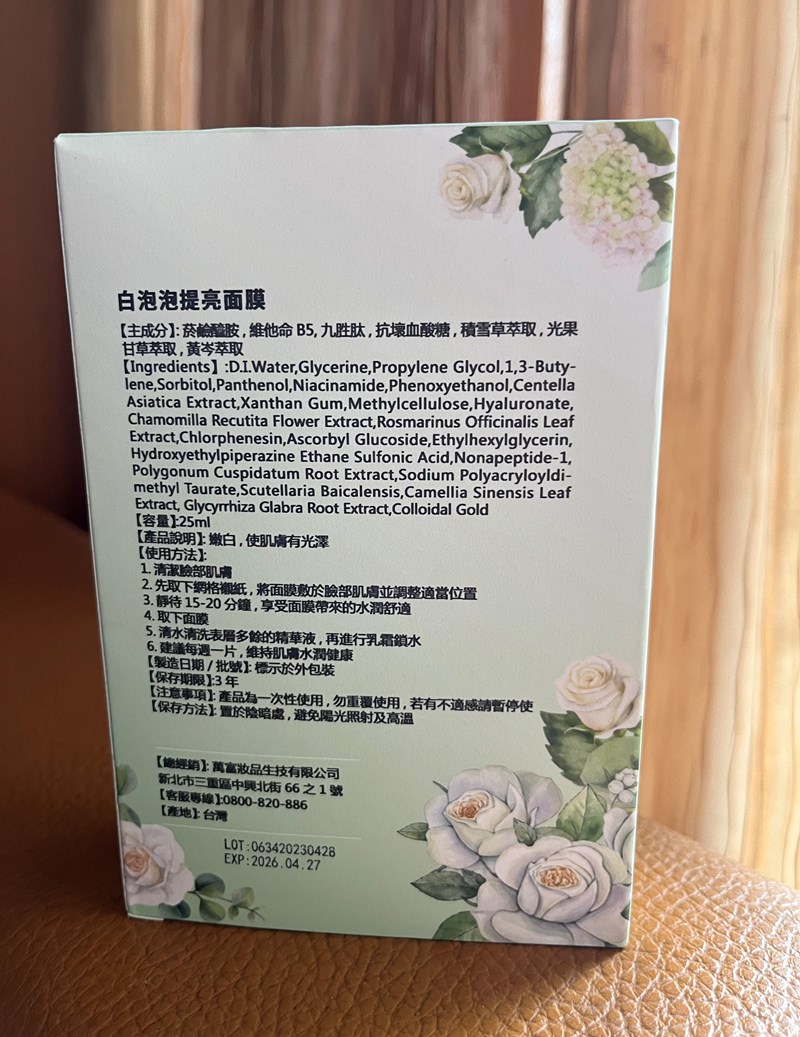 白泡泡提亮面膜
【主成分】: 菸鹼醯胺 , 維他命 B5, 九胜肽 , 抗壞血酸糖 , 積雪草萃取 , 光果
甘草萃取 , 黃岑萃取
【Ingredients】:D.I.Water,Glycerine,Propylene Glycol,1,3-Buty-
lene,Sorbitol,Panthenol,Niacinamide,Phenoxyethanol,Centella
Asiatica Extract,Xanthan Gum,Methylcellulose,Hyaluronate,
Chamomilla Recutita Flower Extract,Rosmarinus Officinalis Leaf
Extract,Chlorphenesin,Ascorbyl Glucoside,Ethylhexylglycerin,
Hydroxyethylpiperazine Ethane Sulfonic Acid,Nonapeptide-1,
Polygonum Cuspidatum Root Extract,Sodium Polyacryloyldi-
methyl Taurate,Scutellaria Baicalensis,Camellia Sinensis Leaf
Extract, Glycyrrhiza Glabra Root Extract,Colloidal Gold
【容量】:25ml
【產品說明】: 嫩白 , 使肌膚有光澤
【使用方法】:
1. 清潔臉部肌膚
2. 先取下網格襯紙 , 將面膜敷於臉部肌膚並調整適當位置
3. 靜待 15-20 分鐘 , 享受面膜帶來的水潤舒適
4. 取下面膜
5. 清水清洗表層多餘的精華液 , 再進行乳霜鎖水
6. 建議每週一片 , 維持肌膚水潤健康
【製造日期 / 批號】: 標示於外包裝
【保存期限】:3 年
【注意事項】: 產品為一次性使用 , 勿重覆使用 , 若有不適感請暫停使
【保存方法】: 置於陰暗處 , 避免陽光照射及高溫
【總經銷】: 萬富妝品生技有限公司
新北市三重區中興北街 66 之 1 號
【客服專線】:0800-820-886
【產地】: 台灣
LOT:063420230428
EXP:2026.04.27